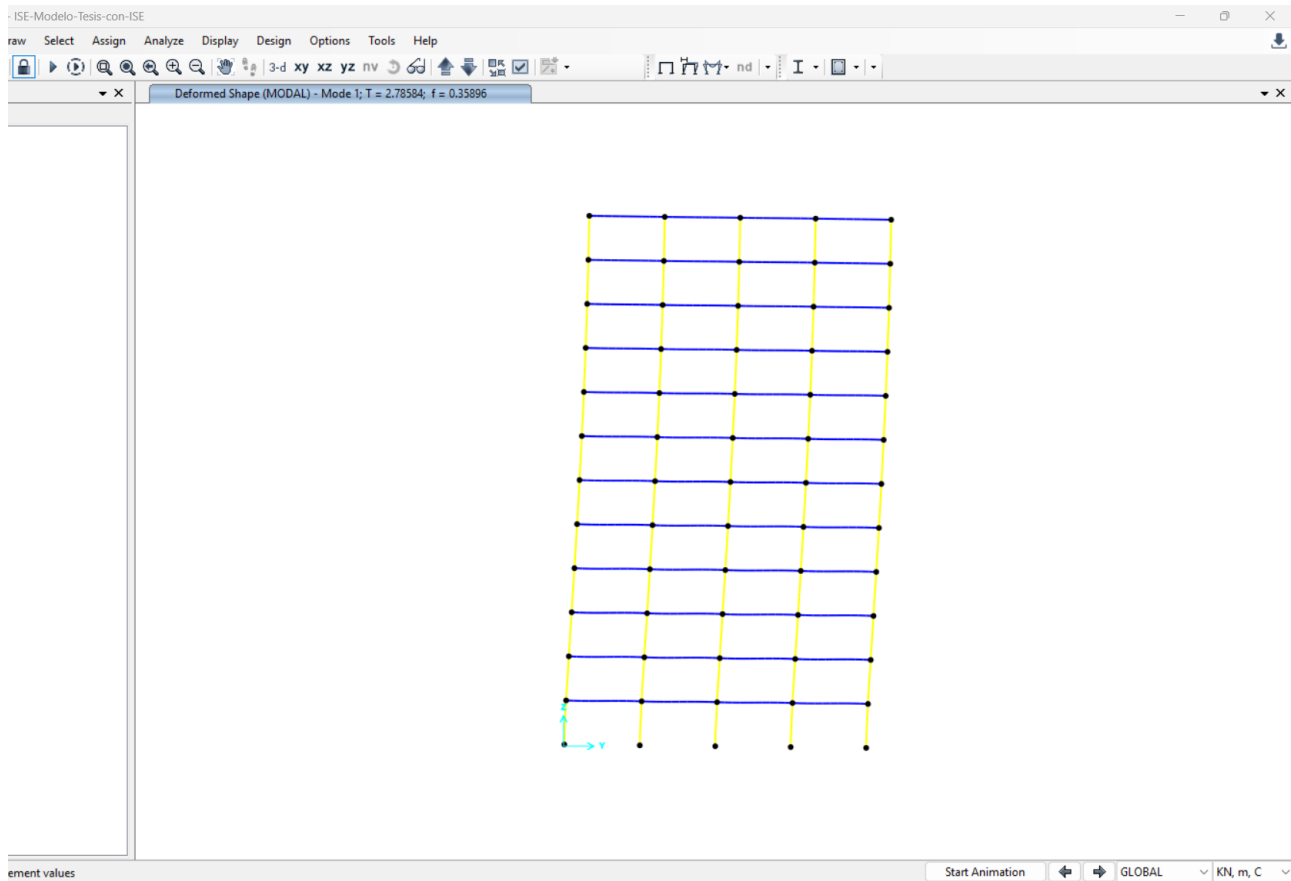 - ISE-Modelo-Tesis-con-ISE
raw Select Assign Analyze Display Design Options Tools Help
3-d xy xz yz nv nd
Deformed Shape (MODAL) - Mode 1; T = 2.78584; f = 0.35896
Z
Y
ement values Start Animation GLOBAL KN, m, C